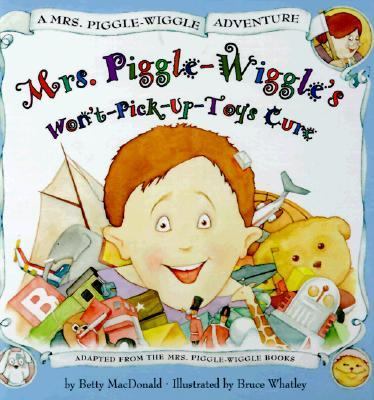 A MRS. PIGGLE-WIGGLE ADVENTURE
Mrs. Piggle-Wiggle's
Won't-Pick-Up-Toys Cure
B
ADAPTED FROM THE MRS. PIGGLE-WIGGLE BOOKS
by Betty MacDonald · Illustrated by Bruce Whatley